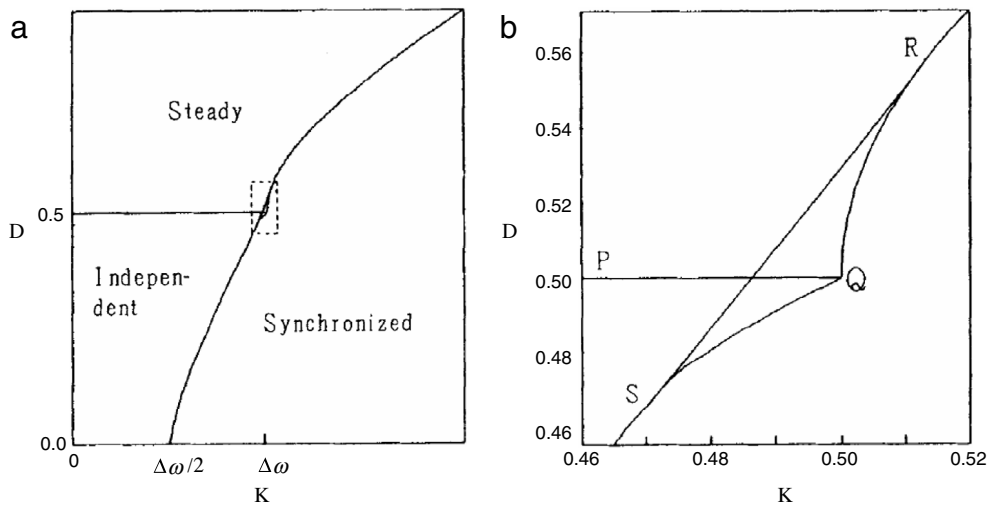 a
Steady
0.5
D
Indepen-
dent
Synchronized
0.0
0
Δω/2
Δω
K
b
R
0.56
0.54
0.52
D
P
0.50
Q
0.48
S
0.46
0.46
0.48
0.50
0.52
K